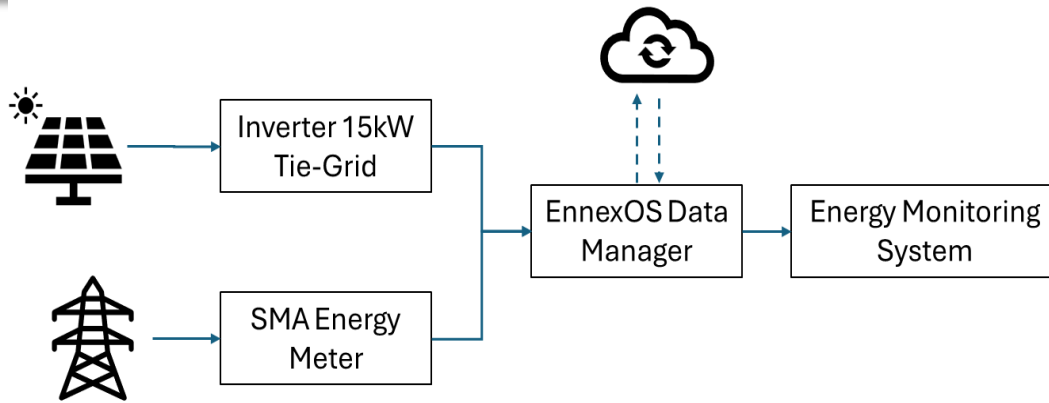 Inverter 15kW
Tie-Grid
EnnexOS Data
Manager
Energy Monitoring
System
SMA Energy
Meter